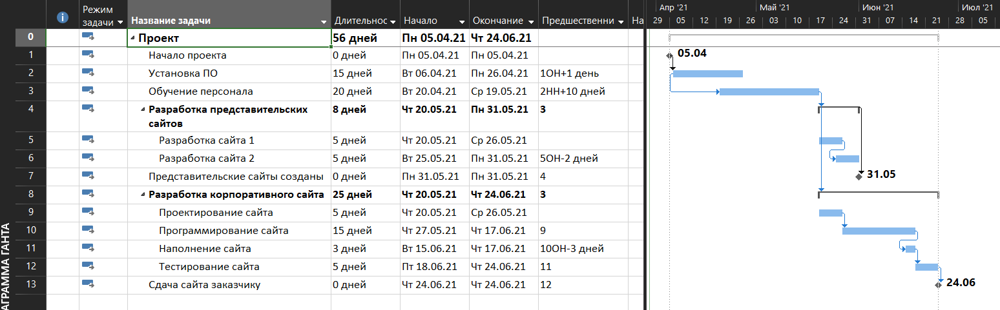 Режим задачи Название задачи Длительнос Начало Окончание Предшественни На
Апр '21 Май '21 Июн '21 Июл '21
29 05 12 19 26 03 10 17 24 31 07 14 21 28 05
0 Проект 56 дней Пн 05.04.21 Чт 24.06.21
1 Начало проекта 0 дней Пн 05.04.21 Пн 05.04.21
05.04
2 Установка ПО 15 дней Вт 06.04.21 Пн 26.04.21 1ОН+1 день
3 Обучение персонала 20 дней Вт 20.04.21 Ср 19.05.21 2НН+10 дней
4 Разработка представительских сайтов 8 дней Чт 20.05.21 Пн 31.05.21 3
5 Разработка сайта 1 5 дней Чт 20.05.21 Ср 26.05.21
6 Разработка сайта 2 5 дней Вт 25.05.21 Пн 31.05.21 5ОН-2 дней
7 Представительские сайты созданы 0 дней Пн 31.05.21 Пн 31.05.21 4
31.05
8 Разработка корпоративного сайта 25 дней Чт 20.05.21 Чт 24.06.21 3
9 Проектирование сайта 5 дней Чт 20.05.21 Ср 26.05.21
10 Программирование сайта 15 дней Чт 27.05.21 Чт 17.06.21 9
11 Наполнение сайта 3 дней Вт 15.06.21 Чт 17.06.21 10ОН-3 дней
12 Тестирование сайта 5 дней Пт 18.06.21 Чт 24.06.21 11
13 Сдача сайта заказчику 0 дней Чт 24.06.21 Чт 24.06.21 12
24.06
АГРАММА ГАНТА